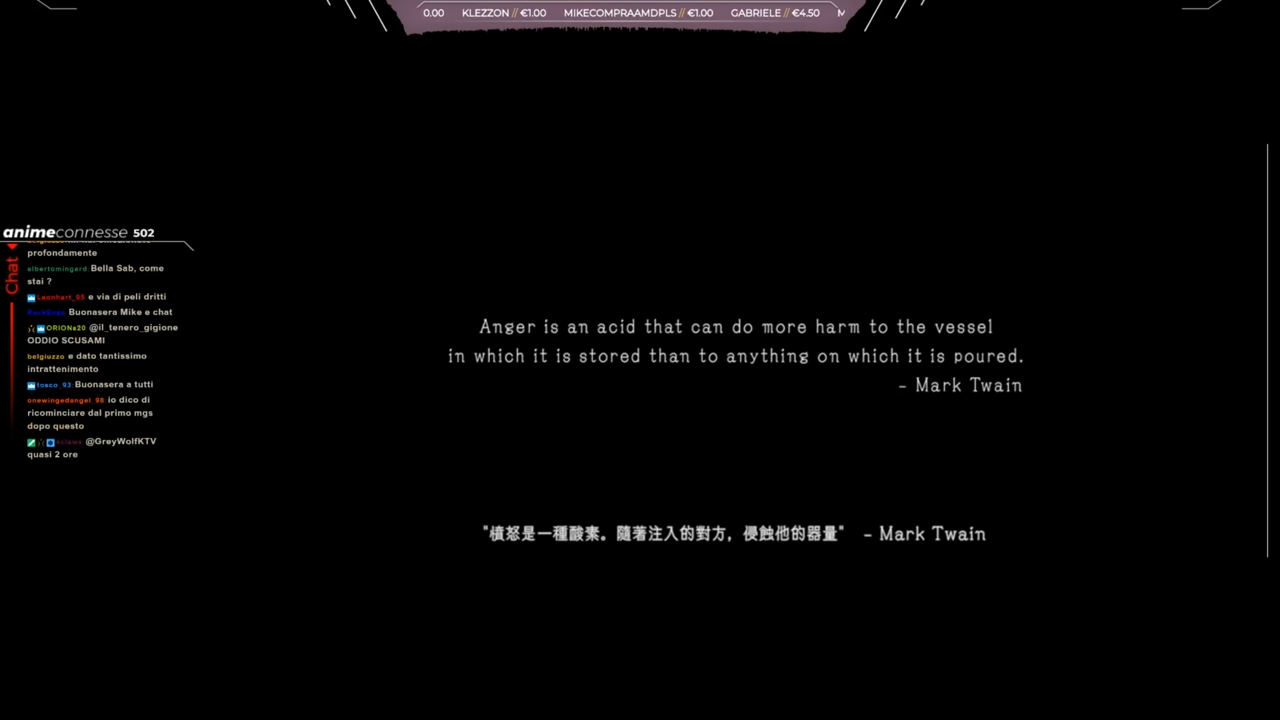 0.00 KLEZZON // €1.00 MIKECOMPRAAMDPLS // €1.00 GABRIELE // €4.50
animeconnesse 502
Chat
profondamente
albertomingard: Bella Sab, come
stai ?
Leonhart_95 e via di peli dritti
Buonasera Mike e chat
ORIONs20 @il_tenero_gigione
ODDIO SCUSAMI
belgiuzzo e dato tantissimo
intrattenimento
fosco_93: Buonasera a tutti
onewingedangel_98 io dico di
ricominciare dal primo mgs
dopo questo
@GreyWolfKTV
quasi 2 ore
Anger is an acid that can do more harm to the vessel
in which it is stored than to anything on which it is poured.
– Mark Twain
"憤怒是一種酸素。隨著注入的對方，侵蝕他的器量" – Mark Twain